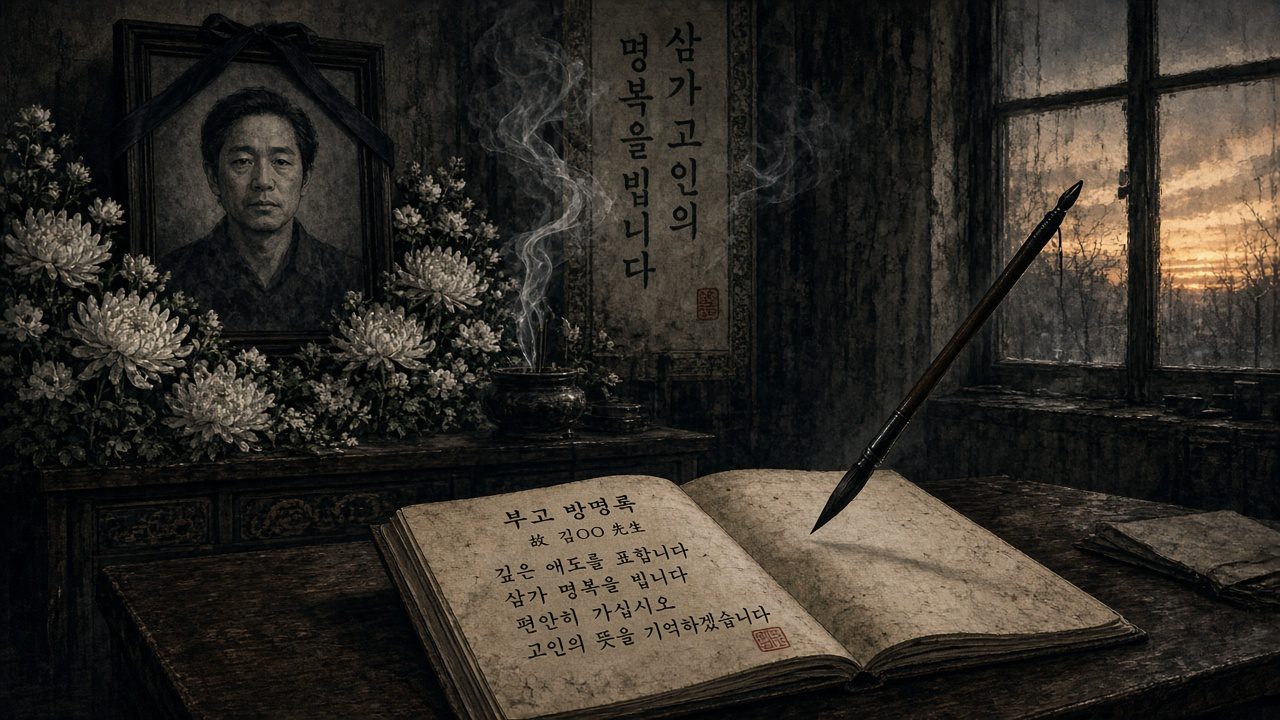 삼가고인의
명복을빕니다
부고 방명록
故 김○○ 先生
깊은 애도를 표합니다
삼가 명복을 빕니다
편안히 가십시오
고인의 뜻을 기억하겠습니다